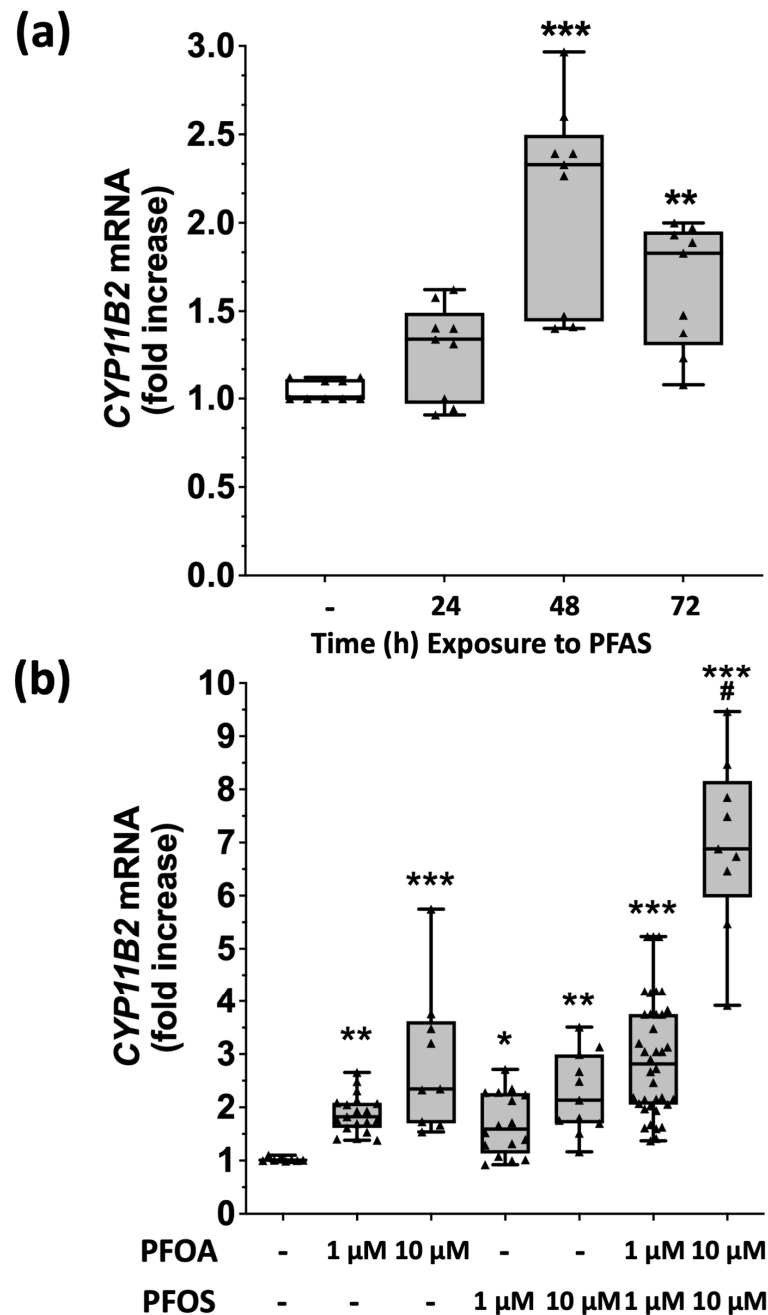 (a)
CYP11B2 mRNA
(fold increase)
3.0
2.5
2.0
1.5
1.0
0.5
0.0
***
**
- 24 48 72
Time (h) Exposure to PFAS
(b)
CYP11B2 mRNA
(fold increase)
10
9
8
7
6
5
4
3
2
1
0
**
***
*
**
***
***
#
PFOA - 1 μM 10 μM - - 1 μM 10 μM
PFOS - - - 1 μM 10 μM 1 μM 10 μM